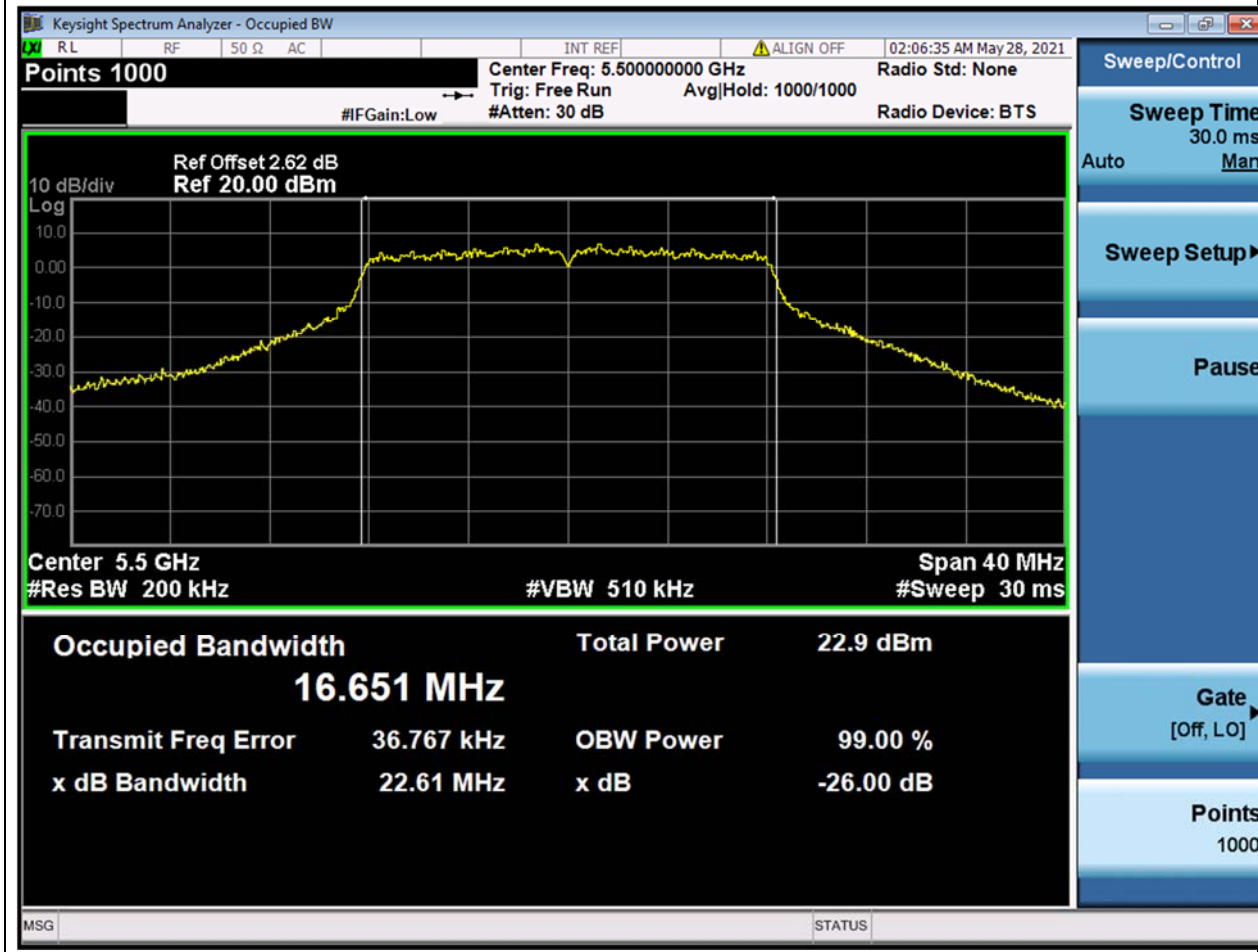 Keysight Spectrum Analyzer - Occupied BW
LXI RL RF 50 Ω AC INT REF ALIGN OFF 02:06:35 AM May 28, 2021
Points 1000
Center Freq: 5.500000000 GHz Radio Std: None
Trig: Free Run Avg|Hold: 1000/1000
#IFGain:Low #Atten: 30 dB Radio Device: BTS
Ref Offset 2.62 dB
10 dB/div Ref 20.00 dBm
Log
10.0
0.00
-10.0
-20.0
-30.0
-40.0
-50.0
-60.0
-70.0
Center 5.5 GHz Span 40 MHz
#Res BW 200 kHz #VBW 510 kHz #Sweep 30 ms
Occupied Bandwidth Total Power 22.9 dBm
16.651 MHz
Transmit Freq Error 36.767 kHz OBW Power 99.00 %
x dB Bandwidth 22.61 MHz x dB -26.00 dB
MSG STATUS
Sweep/Control
Sweep Time
30.0 ms
Auto Man
Sweep Setup
Pause
Gate
[Off, LO]
Points
1000